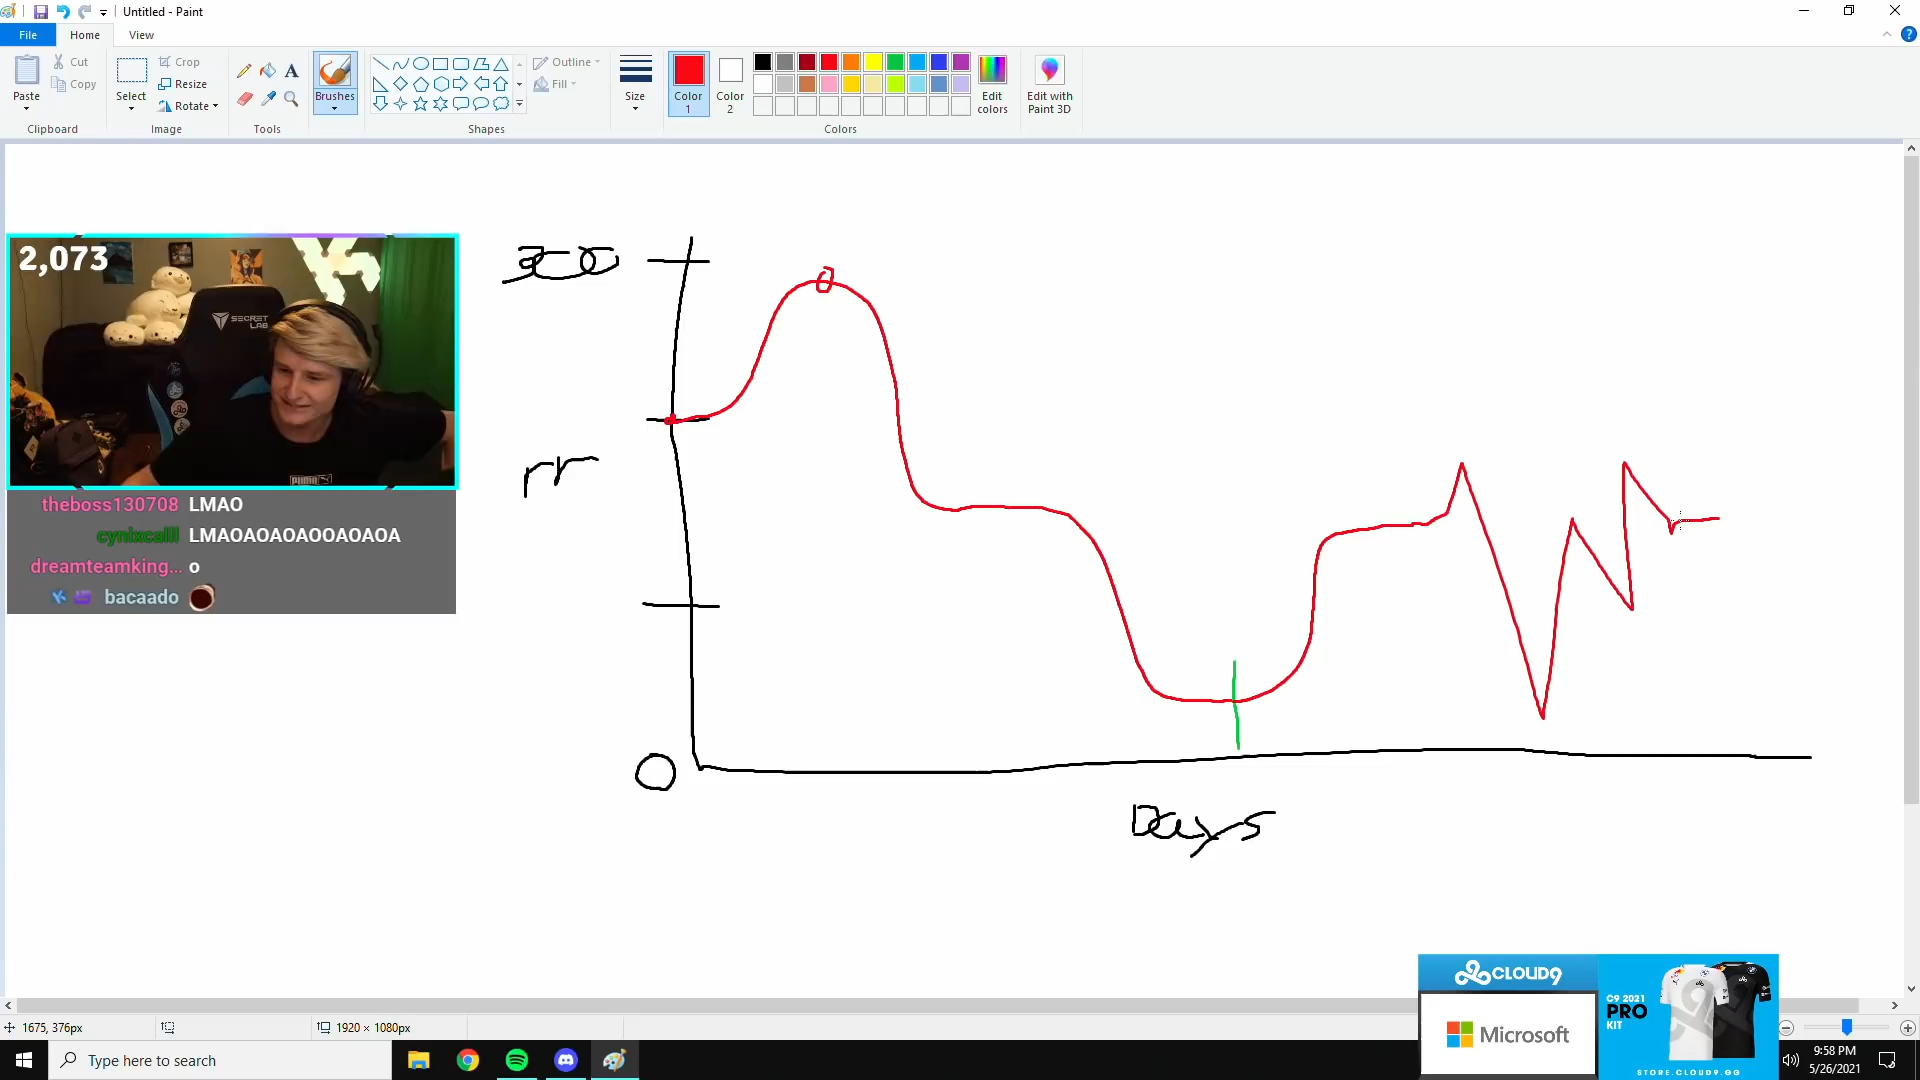 Untitled - Paint
File Home View
Paste
Cut
Copy
Clipboard
Select
Crop
Resize
Rotate
Image
A
Tools
Brushes
Shapes
Outline
Fill
Size
Color 1
Color 2
Edit colors
Colors
Edit with Paint 3D
2,073
SECRET LAB
PUMA
theboss130708 LMAO
cynixcalll LMAOAOAOAOOAOAOA
dreamteamking... o
bacaado
300
rr
0
Days
CLOUD9
Microsoft
C9 2021
PRO
KIT
STORE.CLOUD9.GG
1675, 376px
1920 × 1080px
Type here to search
9:58 PM
5/26/2021